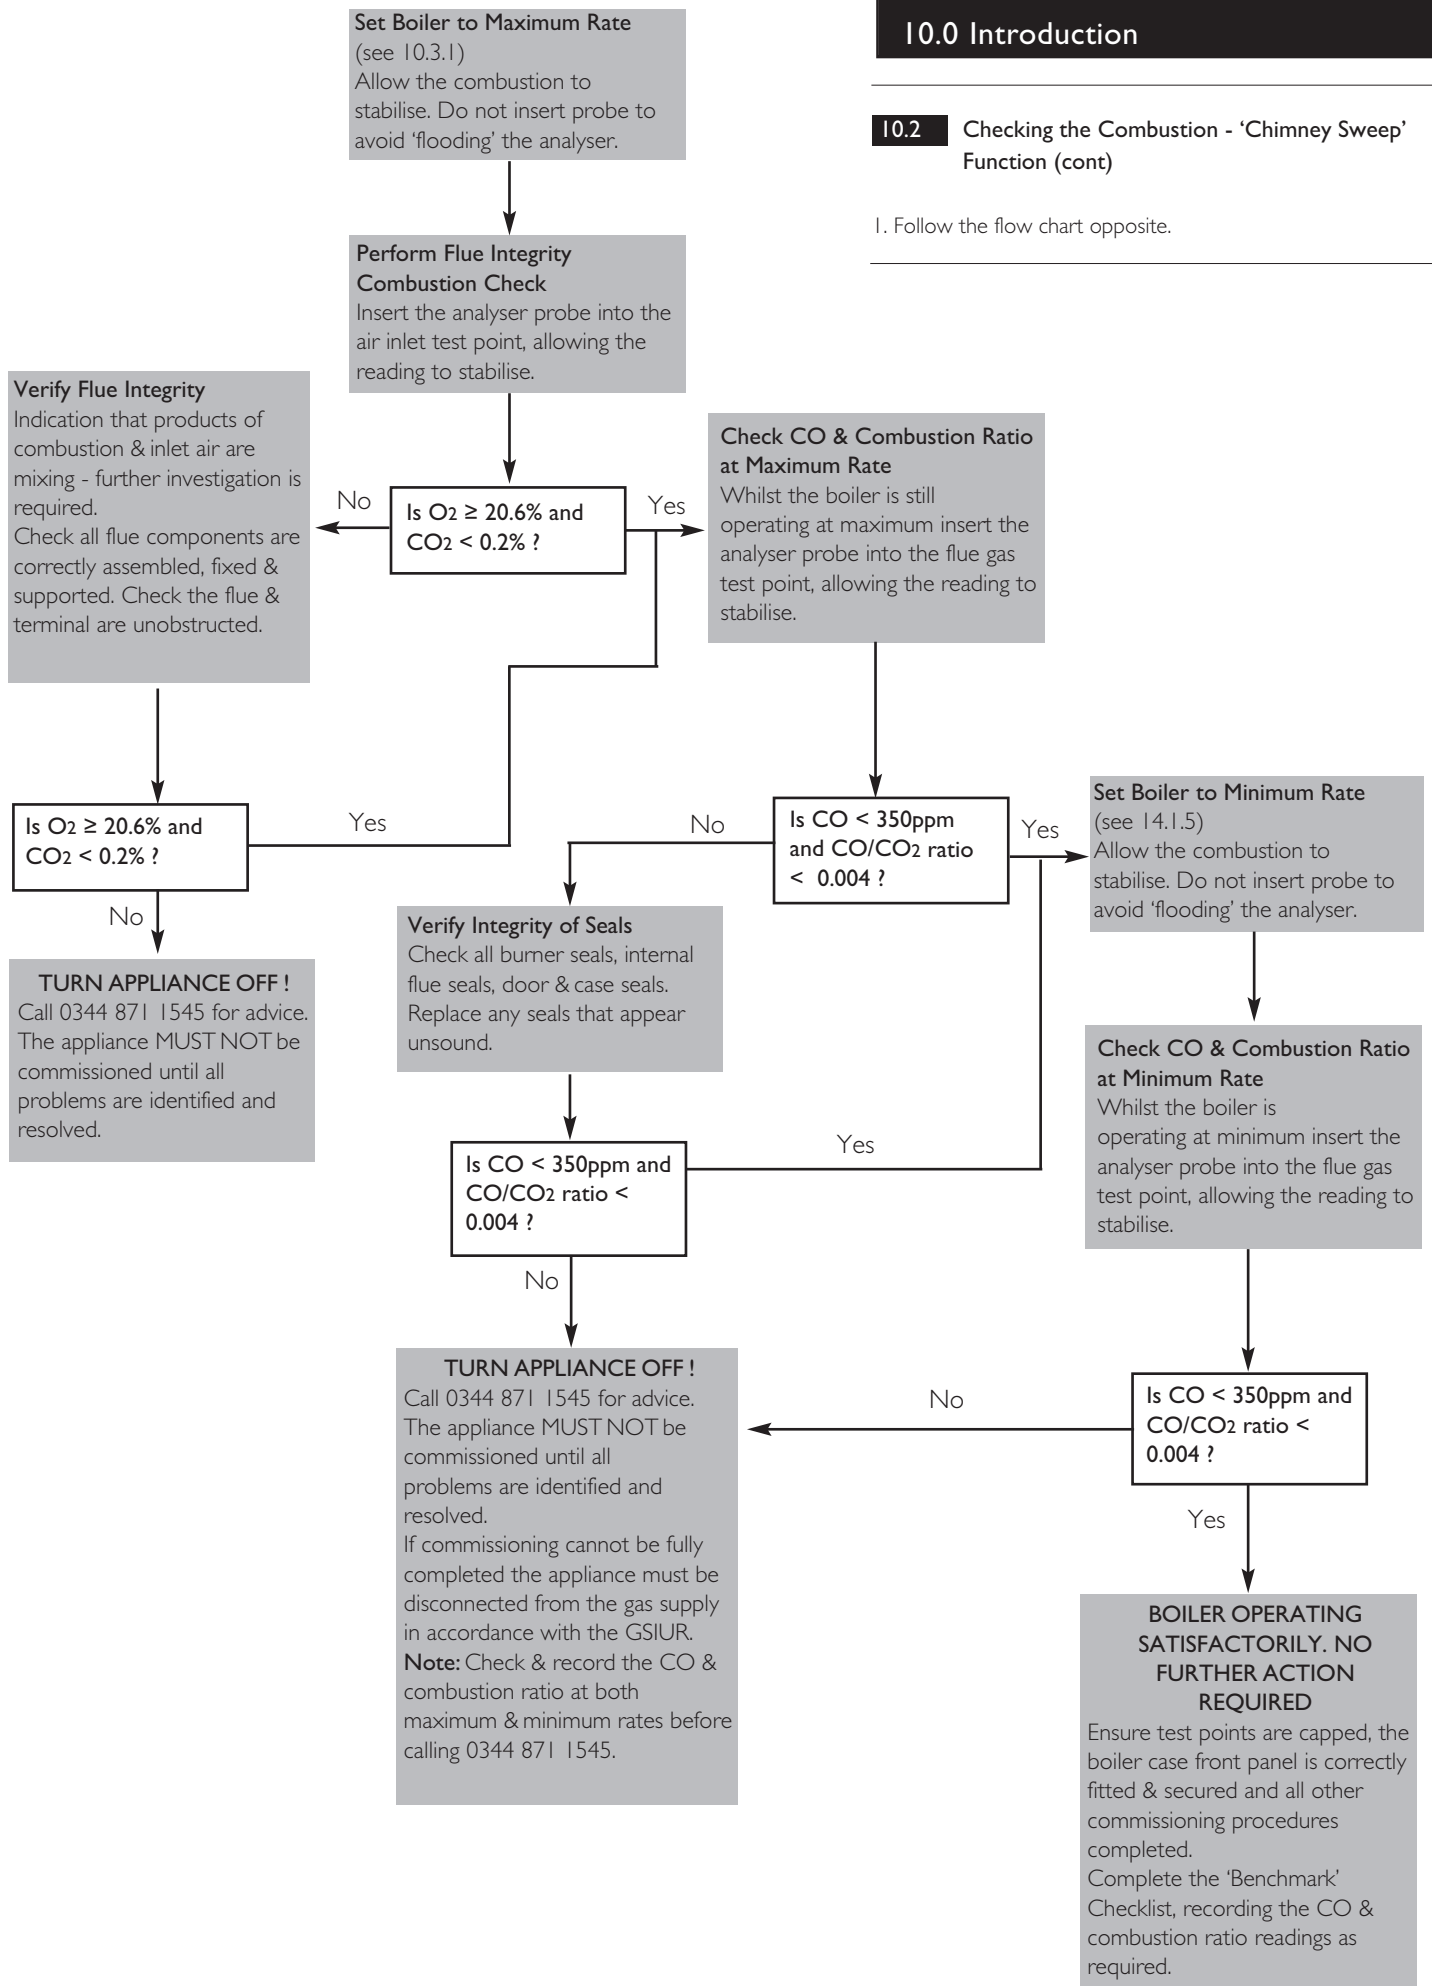 10.0 Introduction
10.2 Checking the Combustion - ‘Chimney Sweep’
Function (cont)
1. Follow the flow chart opposite.
Set Boiler to Maximum Rate
(see 10.3.1)
Allow the combustion to
stabilise. Do not insert probe to
avoid ‘flooding’ the analyser.
Perform Flue Integrity
Combustion Check
Insert the analyser probe into the
air inlet test point, allowing the
reading to stabilise.
Is O2 ≥ 20.6% and
CO2 < 0.2% ?
No
Yes
Verify Flue Integrity
Indication that products of
combustion & inlet air are
mixing - further investigation is
required.
Check all flue components are
correctly assembled, fixed &
supported. Check the flue &
terminal are unobstructed.
Is O2 ≥ 20.6% and
CO2 < 0.2% ?
Yes
No
TURN APPLIANCE OFF !
Call 0344 871 1545 for advice.
The appliance MUST NOT be
commissioned until all
problems are identified and
resolved.
Check CO & Combustion Ratio
at Maximum Rate
Whilst the boiler is still
operating at maximum insert the
analyser probe into the flue gas
test point, allowing the reading to
stabilise.
Is CO < 350ppm
and CO/CO2 ratio
< 0.004 ?
No
Yes
Verify Integrity of Seals
Check all burner seals, internal
flue seals, door & case seals.
Replace any seals that appear
unsound.
Is CO < 350ppm and
CO/CO2 ratio <
0.004 ?
Yes
No
TURN APPLIANCE OFF !
Call 0344 871 1545 for advice.
The appliance MUST NOT be
commissioned until all
problems are identified and
resolved.
If commissioning cannot be fully
completed the appliance must be
disconnected from the gas supply
in accordance with the GSIUR.
Note: Check & record the CO &
combustion ratio at both
maximum & minimum rates before
calling 0344 871 1545.
Set Boiler to Minimum Rate
(see 14.1.5)
Allow the combustion to
stabilise. Do not insert probe to
avoid ‘flooding’ the analyser.
Check CO & Combustion Ratio
at Minimum Rate
Whilst the boiler is
operating at minimum insert the
analyser probe into the flue gas
test point, allowing the reading to
stabilise.
Is CO < 350ppm and
CO/CO2 ratio <
0.004 ?
No
Yes
BOILER OPERATING
SATISFACTORILY. NO
FURTHER ACTION
REQUIRED
Ensure test points are capped, the
boiler case front panel is correctly
fitted & secured and all other
commissioning procedures
completed.
Complete the ‘Benchmark’
Checklist, recording the CO &
combustion ratio readings as
required.